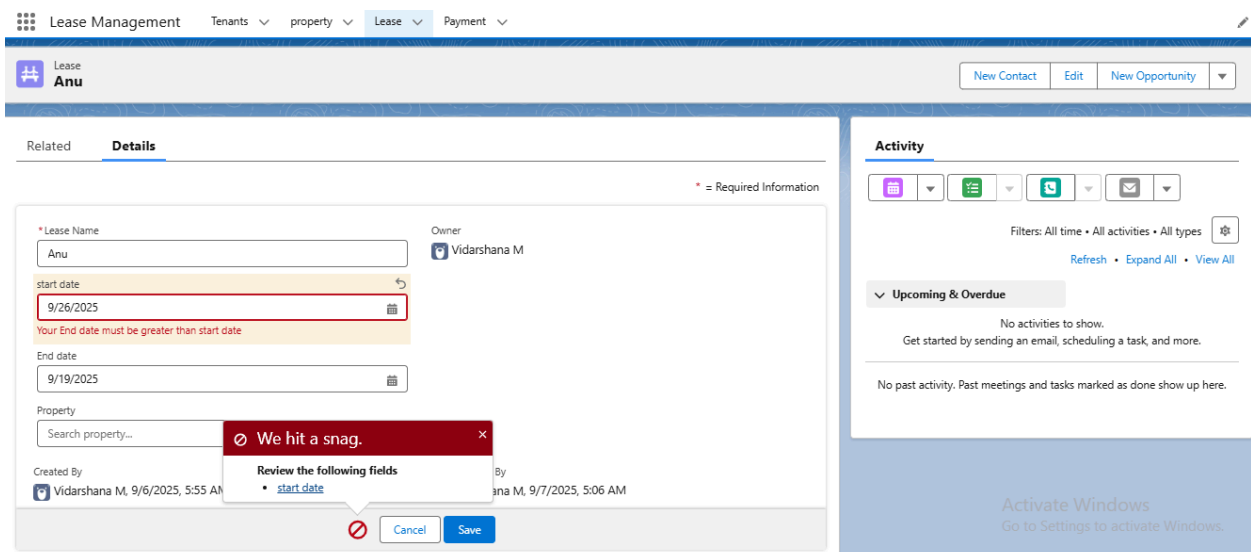 Lease Management Tenants property Lease Payment
Lease
Anu
New Contact Edit New Opportunity
Related Details
* = Required Information
*Lease Name
Anu
Owner
Vidarshana M
start date
9/26/2025
Your End date must be greater than start date
End date
9/19/2025
Property
Search property...
We hit a snag.
Review the following fields
• start date
Created By
Vidarshana M, 9/6/2025, 5:55 AM
By
ana M, 9/7/2025, 5:06 AM
Cancel Save
Activity
Filters: All time • All activities • All types
Refresh • Expand All • View All
Upcoming & Overdue
No activities to show.
Get started by sending an email, scheduling a task, and more.
No past activity. Past meetings and tasks marked as done show up here.
Activate Windows
Go to Settings to activate Windows.